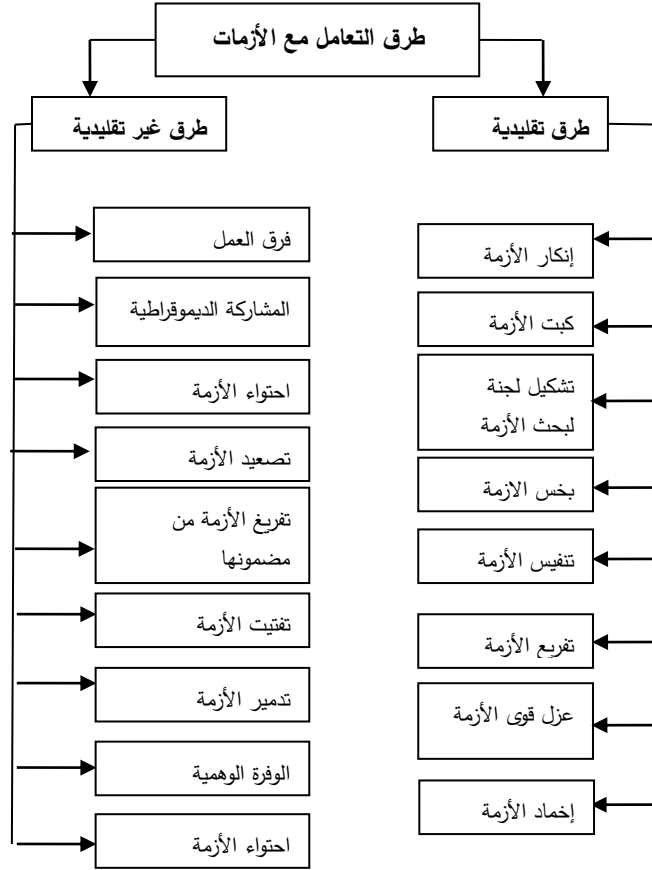 طرق التعامل مع الأزمات
طرق تقليدية
إنكار الأزمة
كبت الأزمة
تشكيل لجنة
لبحث الأزمة
بخس الازمة
تنفيس الأزمة
تفريع الأزمة
عزل قوى الأزمة
إخماد الأزمة
طرق غير تقليدية
فرق العمل
المشاركة الديموقراطية
احتواء الأزمة
تصعيد الأزمة
تفريغ الأزمة من
مضمونها
تفتيت الأزمة
تدمير الأزمة
الوفرة الوهمية
احتواء الأزمة